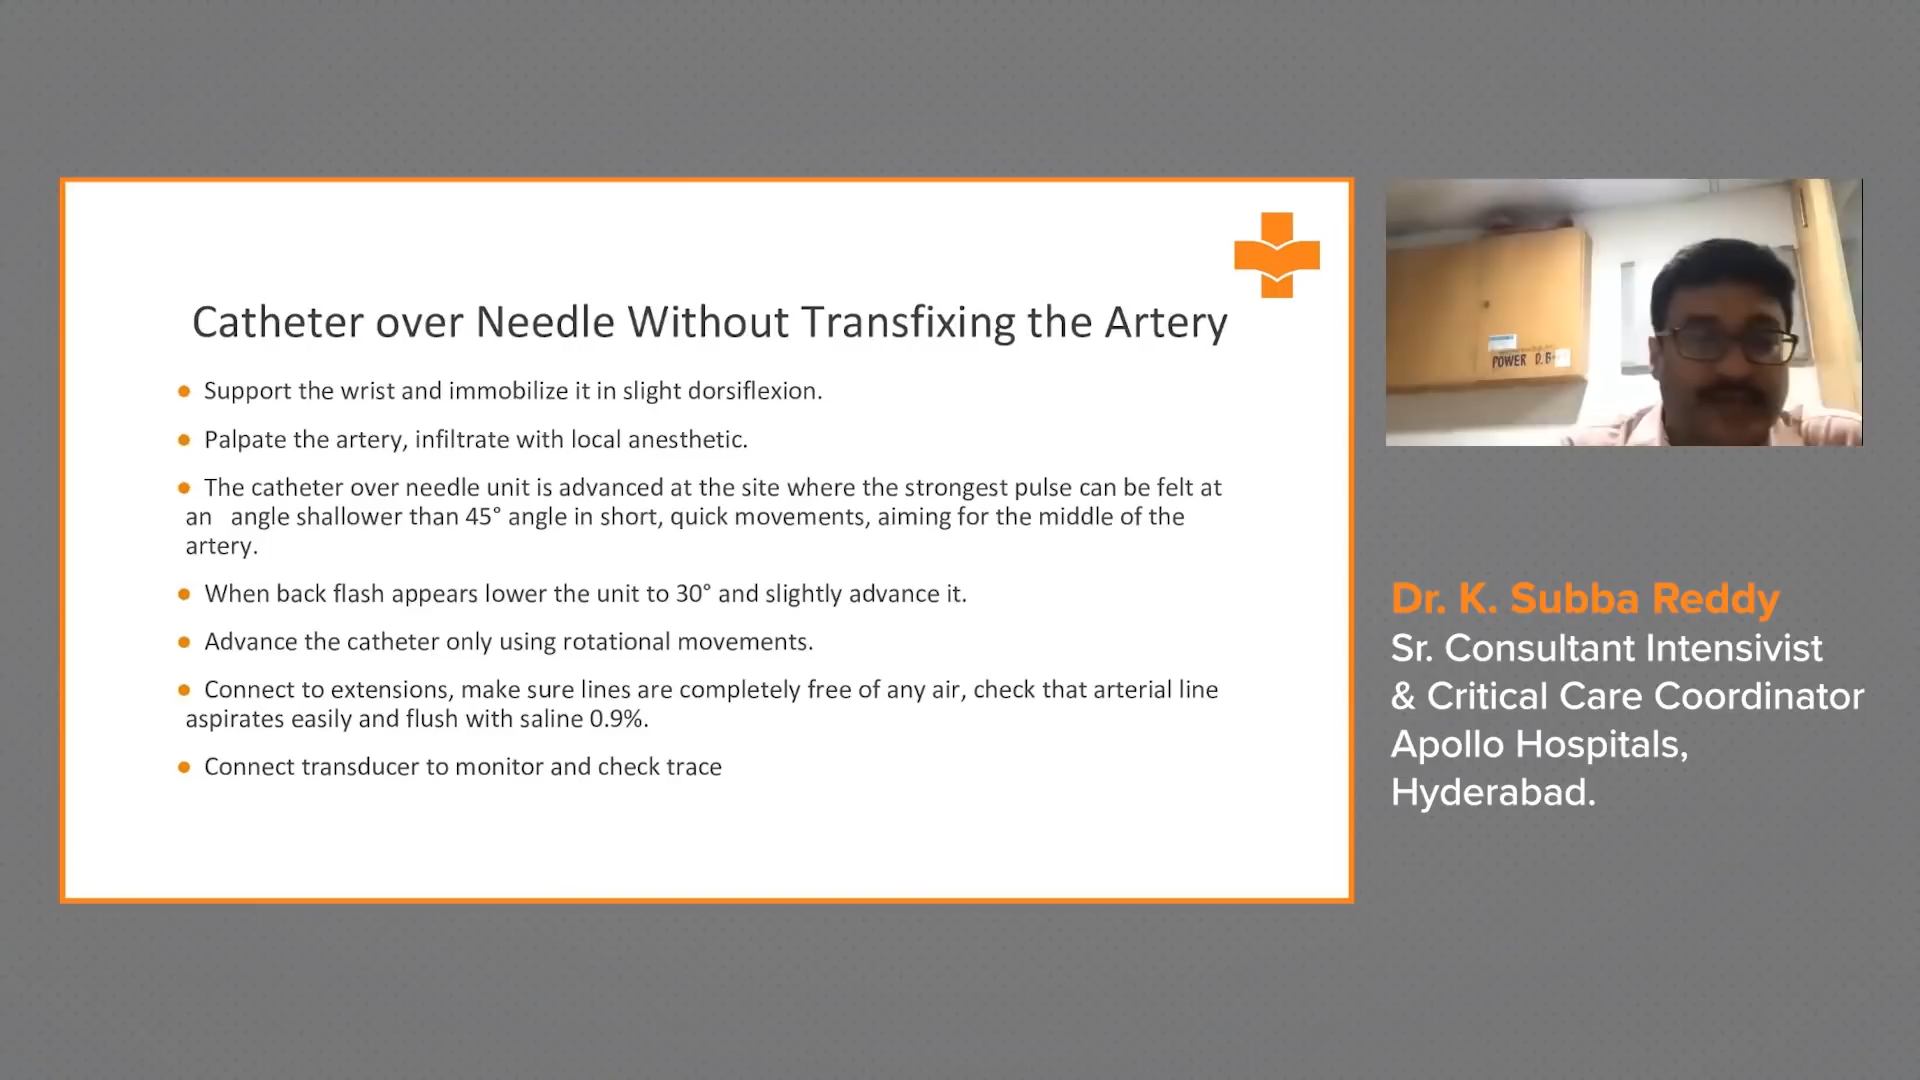 Catheter over Needle Without Transfixing the Artery
● Support the wrist and immobilize it in slight dorsiflexion.
● Palpate the artery, infiltrate with local anesthetic.
● The catheter over needle unit is advanced at the site where the strongest pulse can be felt at
an angle shallower than 45° angle in short, quick movements, aiming for the middle of the
artery.
● When back flash appears lower the unit to 30° and slightly advance it.
● Advance the catheter only using rotational movements.
● Connect to extensions, make sure lines are completely free of any air, check that arterial line
aspirates easily and flush with saline 0.9%.
● Connect transducer to monitor and check trace
POWER D.B
Dr. K. Subba Reddy
Sr. Consultant Intensivist
& Critical Care Coordinator
Apollo Hospitals,
Hyderabad.